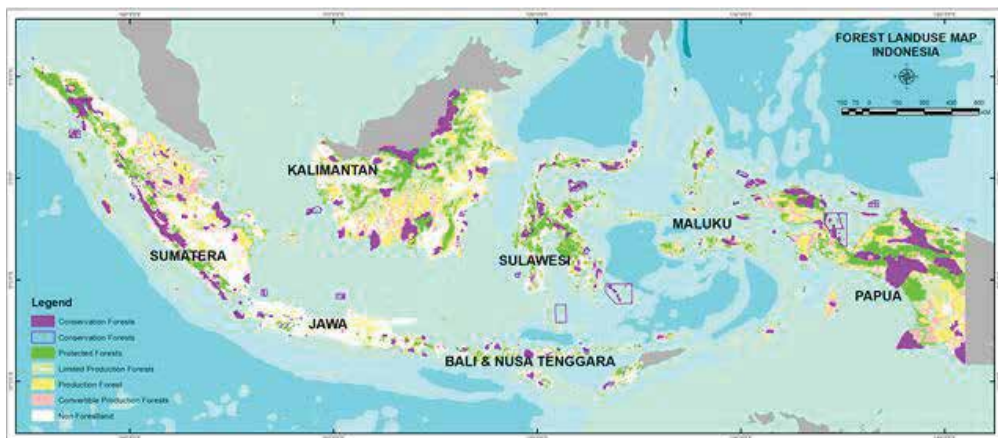 FOREST LANDUSE MAP
INDONESIA
KALIMANTAN
SUMATERA
SULAWESI
MALUKU
PAPUA
JAWA
BALI & NUSA TENGGARA
Legend
Conservation Forests
Conservation Forests
Protected Forests
Limited Production Forests
Production Forest
Convertible Production Forests
Non-Forestland